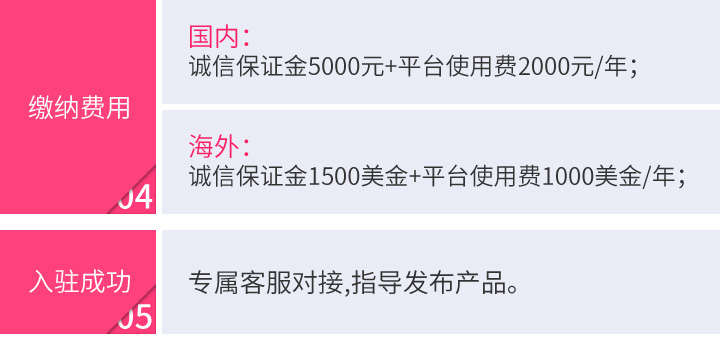 缴纳费用
04
国内：
诚信保证金5000元+平台使用费2000元/年；
海外：
诚信保证金1500美金+平台使用费1000美金/年；
入驻成功
05
专属客服对接,指导发布产品。